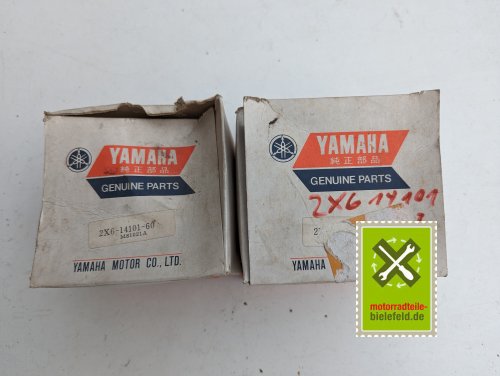 YAMAHA
純正部品
GENUINE PARTS
2X6-14101-60
YAMAHA MOTOR CO., LTD.
YAMAHA
純正部品
GENUINE PARTS
2X6 14101
YAMAHA
motorradteile-
bielefeld.de